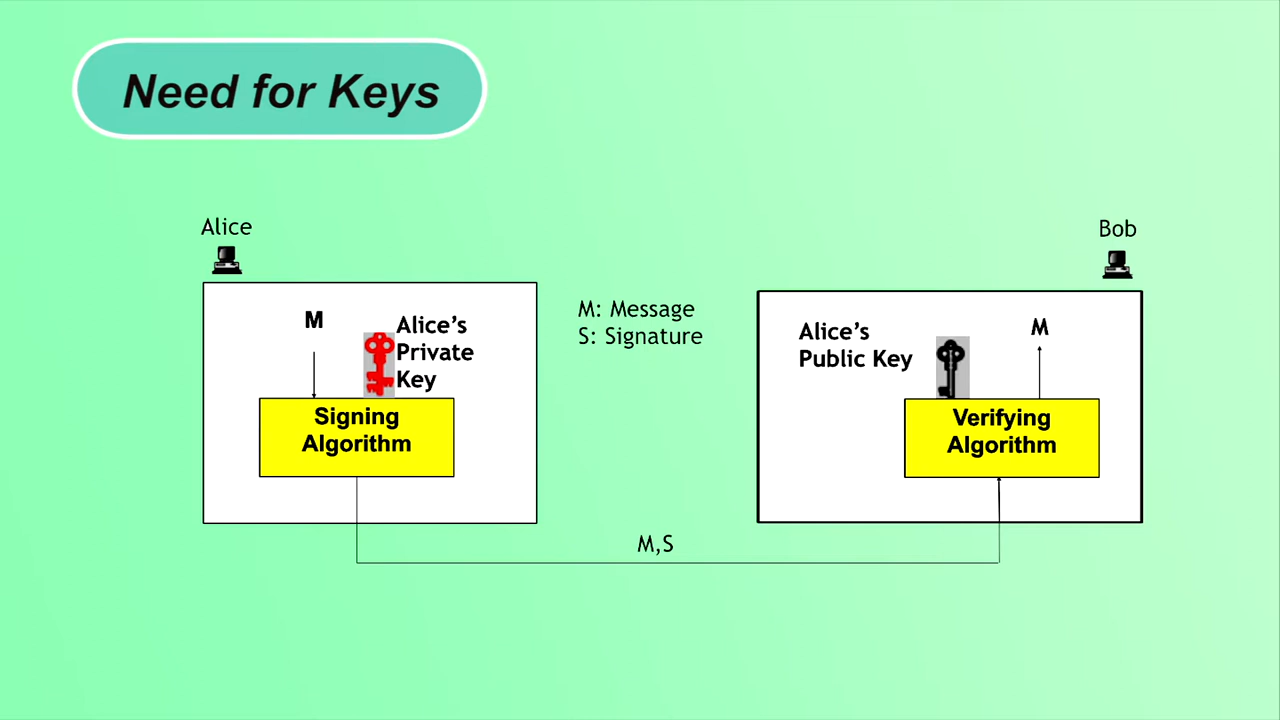 Need for Keys
Alice
Bob
M
Alice's
Private
Key
Signing
Algorithm
M: Message
S: Signature
Alice's
Public Key
M
Verifying
Algorithm
M,S